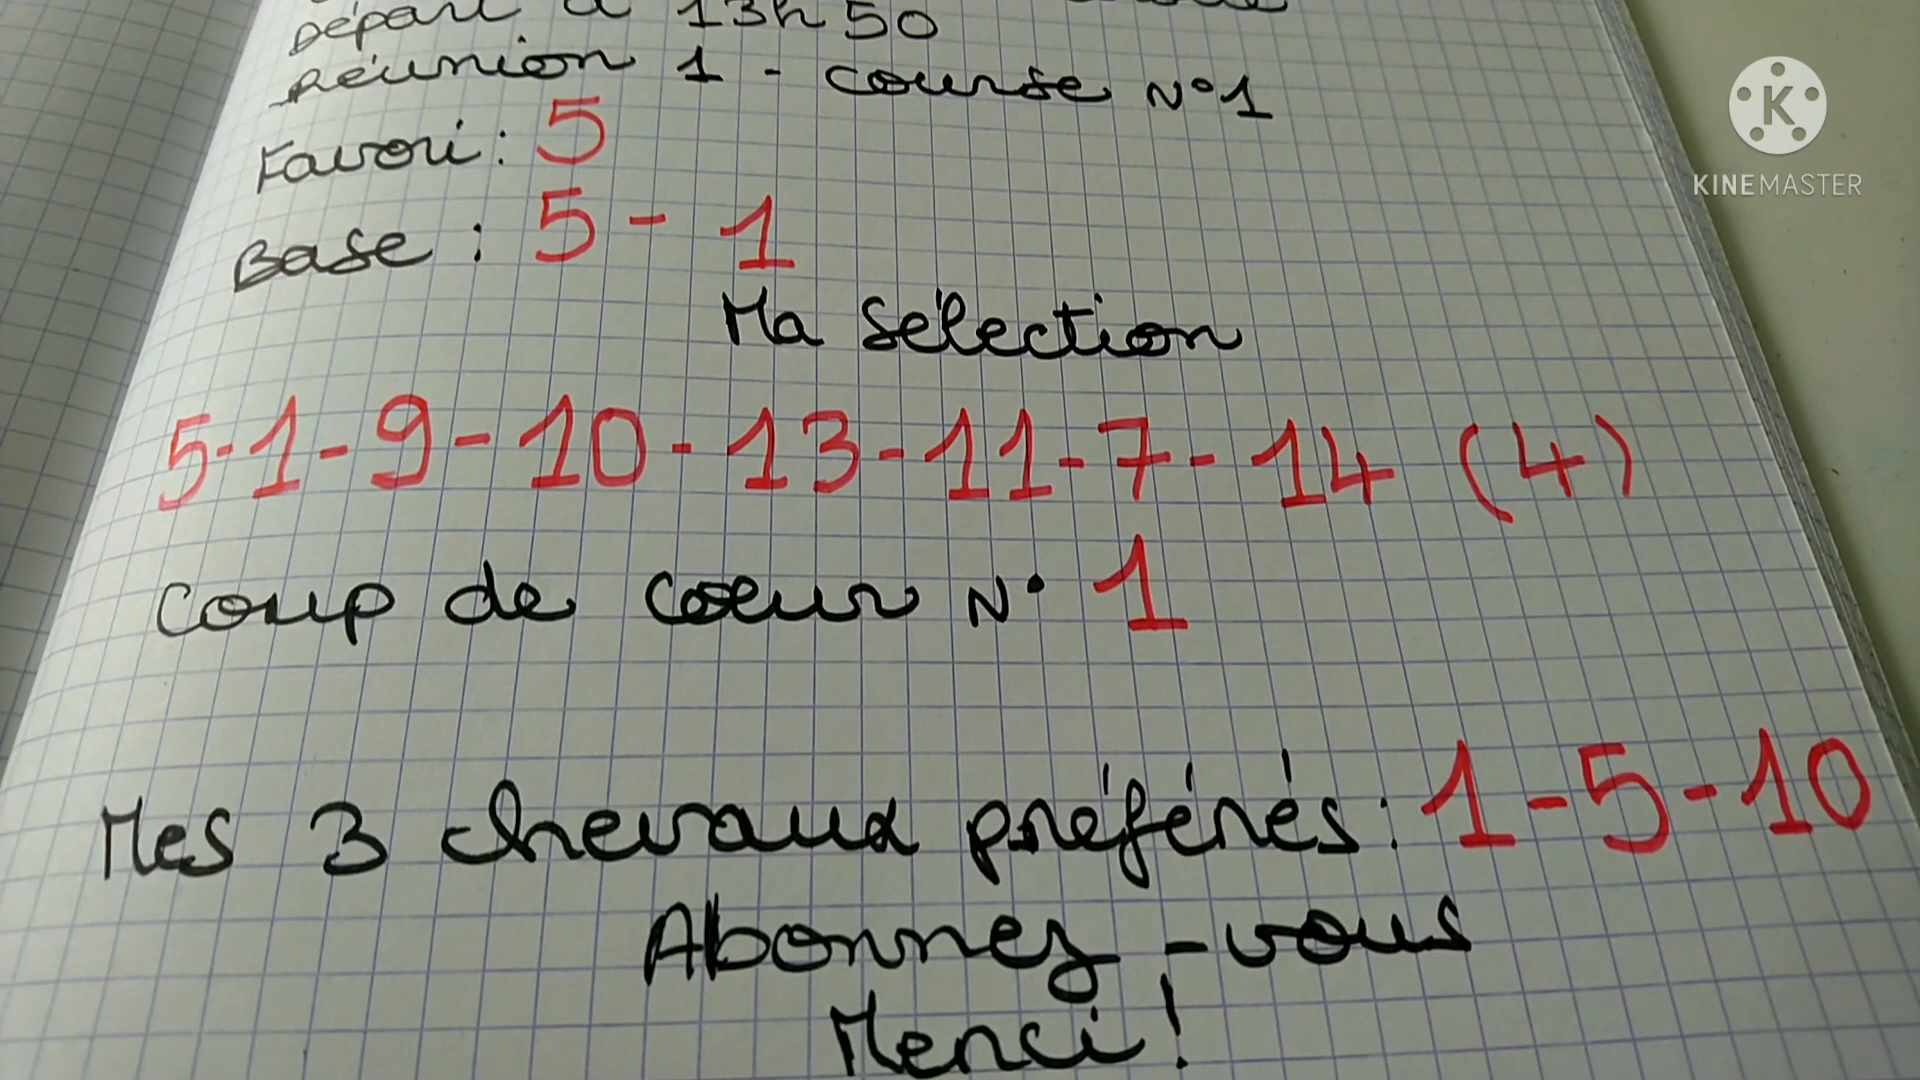 Départ à 13h50
Réunion 1 - course N°1
Favori : 5
Base : 5 - 1
Ma sélection
5-1-9-10-13-11-7-14 (4)
coup de coeur N° 1
Mes 3 chevaux préférés : 1-5-10
Abonnez-vous
Merci !
KINEMASTER